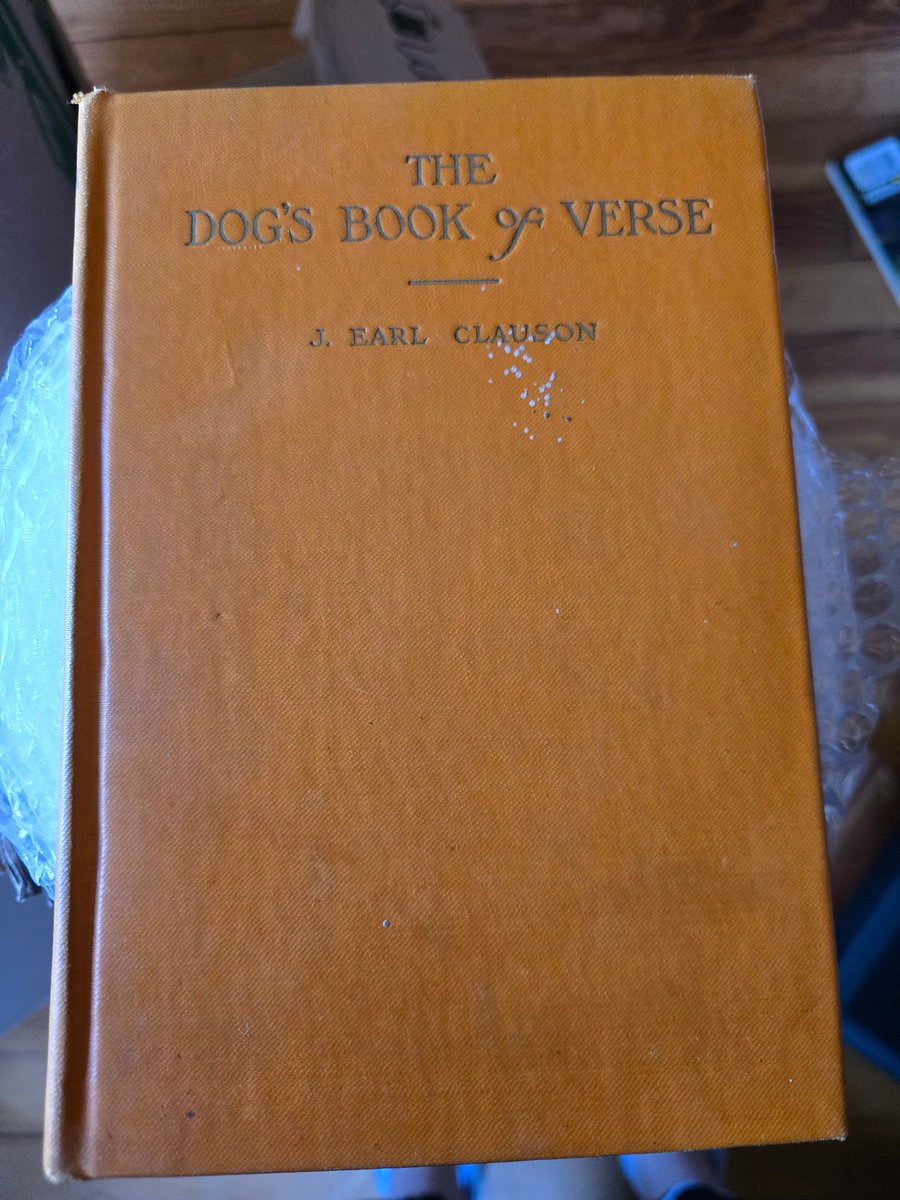 THE
DOG'S BOOK of VERSE
J. EARL CLAUSON